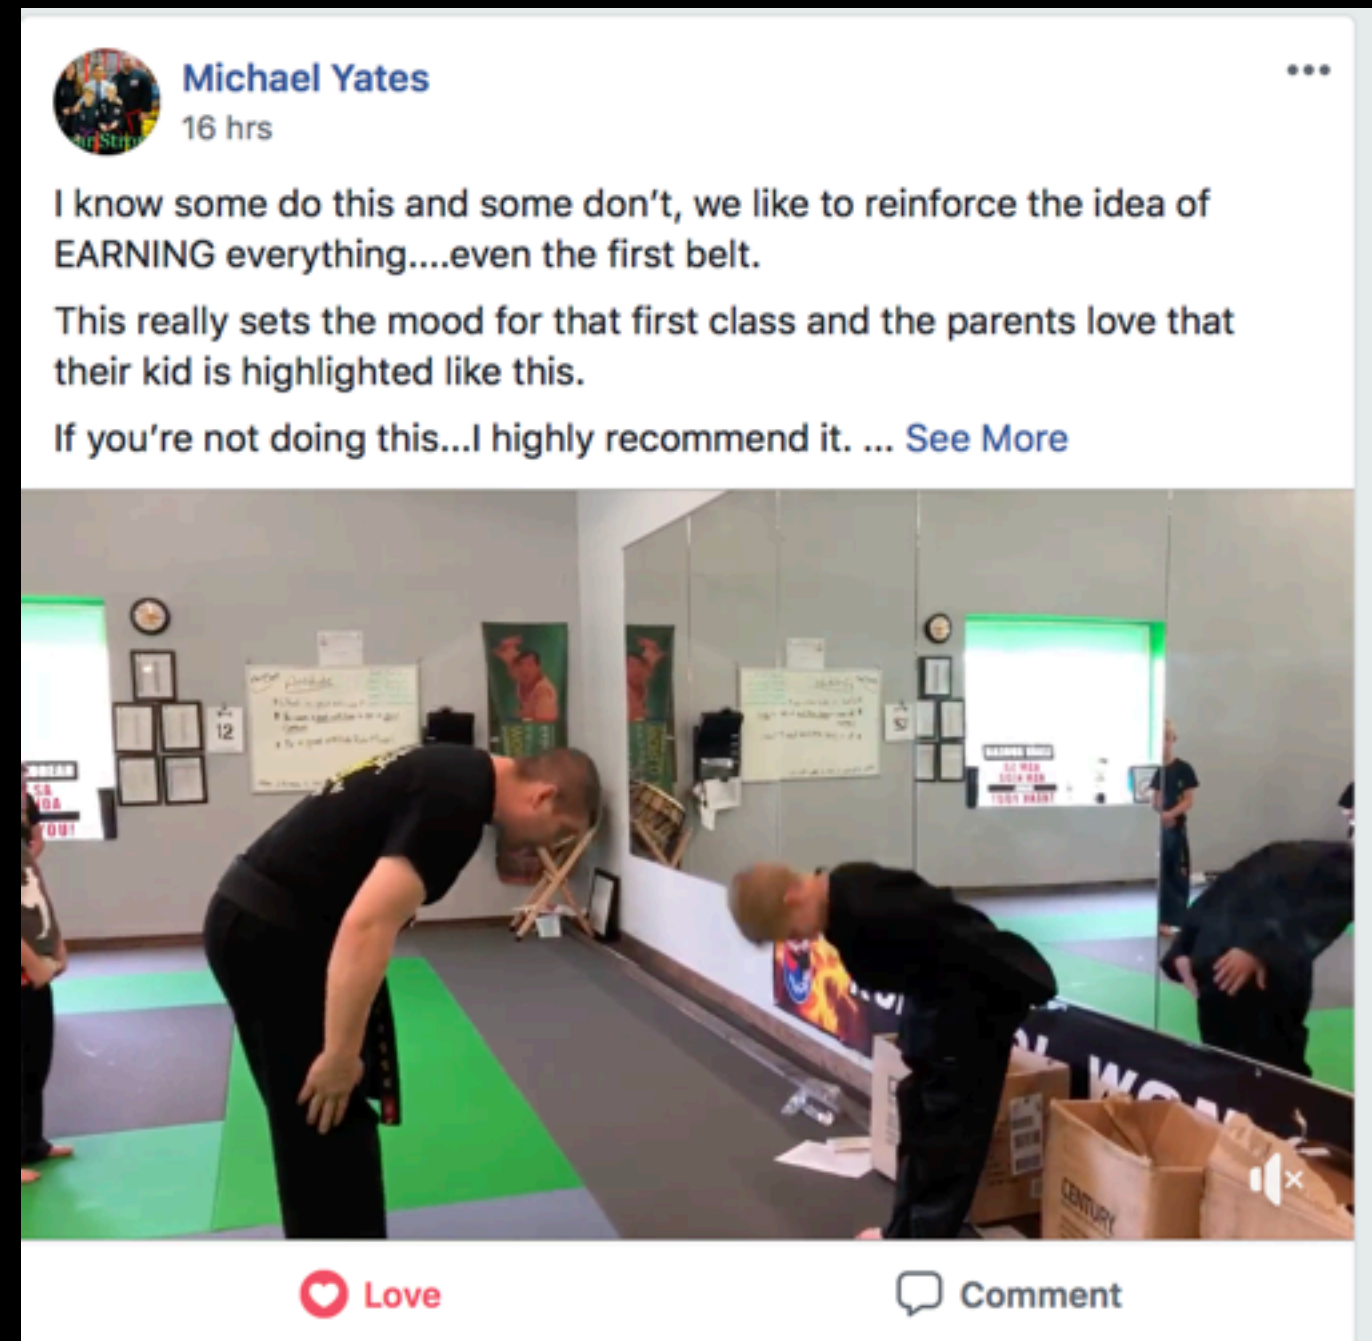 Michael Yates
16 hrs
I know some do this and some don't, we like to reinforce the idea of
EARNING everything....even the first belt.
This really sets the mood for that first class and the parents love that
their kid is highlighted like this.
If you're not doing this...I highly recommend it. ... See More
12
YOU!
CENTURY
Love
Comment